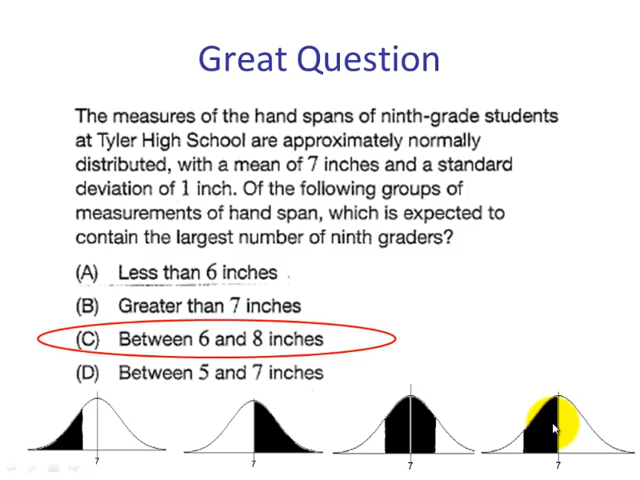 Great Question
The measures of the hand spans of ninth-grade students
at Tyler High School are approximately normally
distributed, with a mean of 7 inches and a standard
deviation of 1 inch. Of the following groups of
measurements of hand span, which is expected to
contain the largest number of ninth graders?
(A) Less than 6 inches
(B) Greater than 7 inches
(C) Between 6 and 8 inches
(D) Between 5 and 7 inches
7 7 7 7